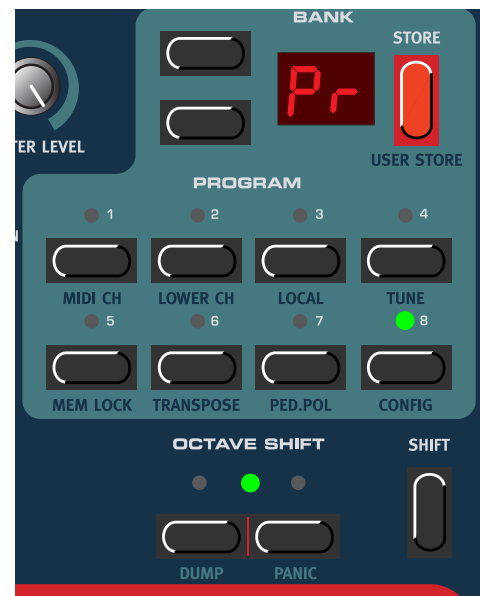 BANK
STORE
Pr
TER LEVEL
USER STORE
PROGRAM
1 2 3 4
MIDI CH LOWER CH LOCAL TUNE
5 6 7 8
MEM LOCK TRANSPOSE PED.POL CONFIG
OCTAVE SHIFT
SHIFT
DUMP PANIC